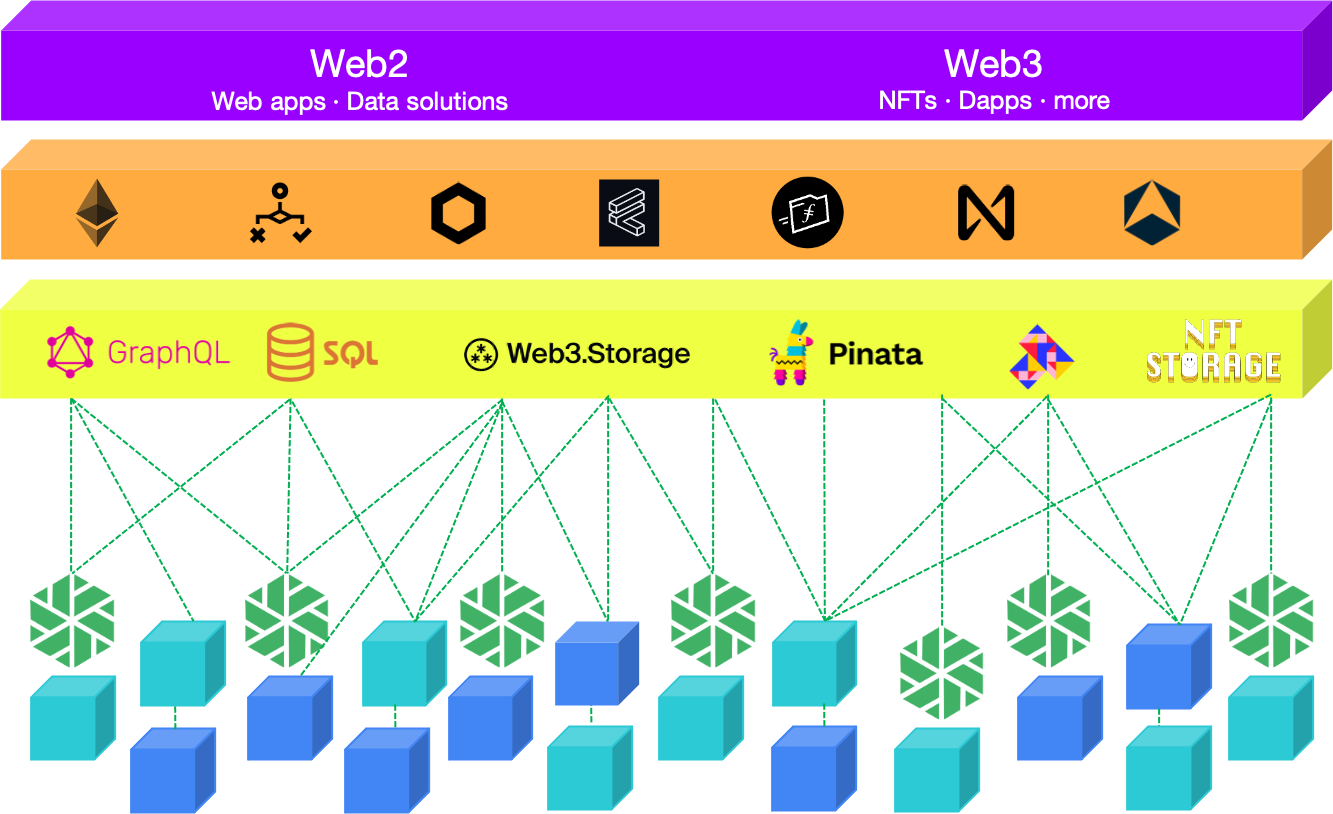 Web2
Web apps · Data solutions
Web3
NFTs · Dapps · more
GraphQL
SQL
Web3.Storage
Pinata
NFT
STORAGE